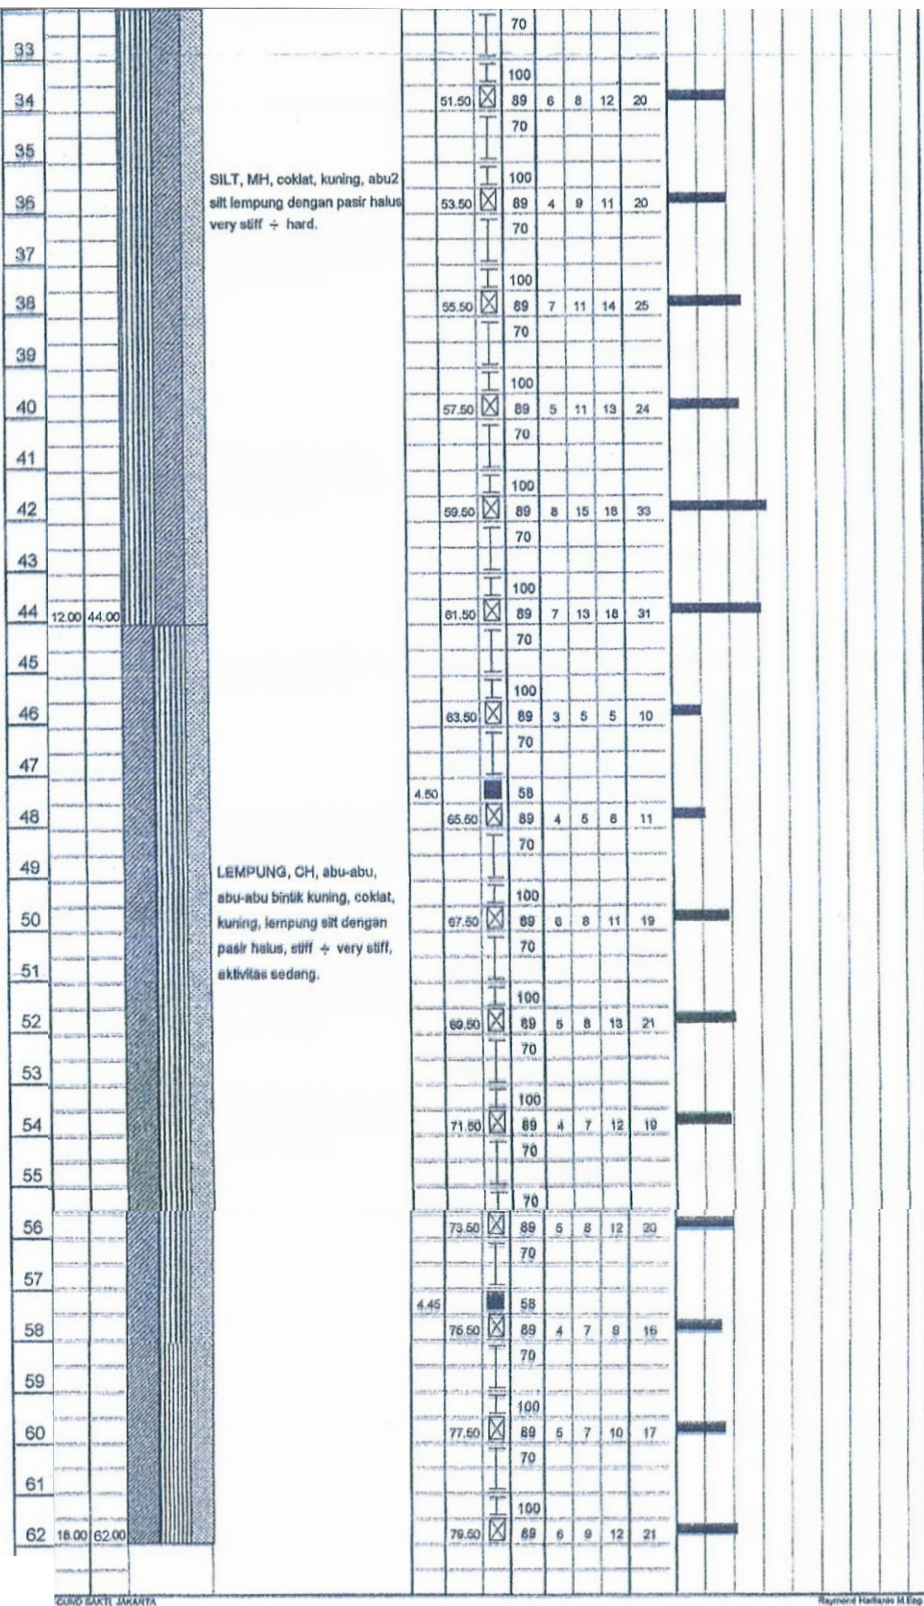 70
33
100
34 51.50 89 6 8 12 20
70
35
100
SILT, MH, coklat, kuning, abu2
36 silt lempung dengan pasir halus 53.50 89 4 9 11 20
very stiff ÷ hard. 70
37
100
38 55.50 89 7 11 14 25
70
39
100
40 57.50 89 5 11 13 24
70
41
100
42 59.50 89 8 15 18 33
70
43
100
44 12.00 44.00 61.50 89 7 13 18 31
70
45
100
46 63.50 89 3 5 5 10
70
47
4.50 58
48 65.50 89 4 5 6 11
70
49
LEMPUNG, CH, abu-abu,
abu-abu bintik kuning, coklat, 100
50 kuning, lempung silt dengan 67.50 89 6 8 11 19
pasir halus, stiff ÷ very stiff, 70
51 aktivitas sedang.
100
52 69.50 89 5 8 13 21
70
53
100
54 71.50 89 4 7 12 19
70
55
70
56 73.50 89 5 8 12 20
70
57
4.45 58
58 75.50 89 4 7 9 16
70
59
100
60 77.50 89 5 7 10 17
70
61
100
62 18.00 62.00 79.50 89 6 9 12 21
SAKTI, JAKARTA Raymond